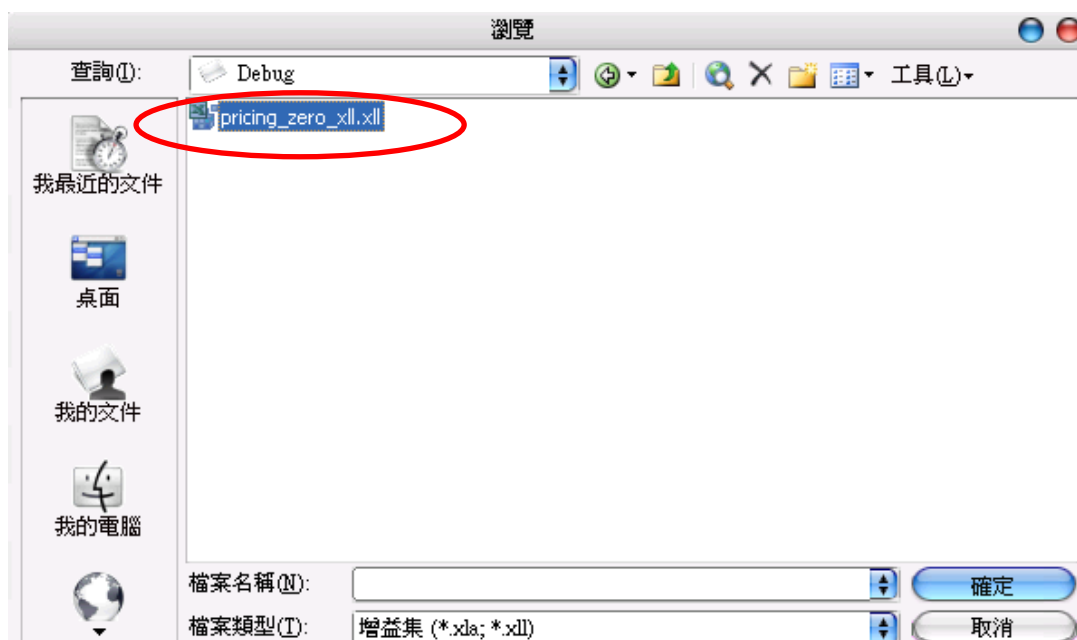 瀏覽
查詢(I):
Debug
工具(L)
pricing_zero_xll.xll
我最近的文件
桌面
我的文件
我的電腦
檔案名稱(N):
確定
檔案類型(T):
增益集 (*.xla; *.xll)
取消